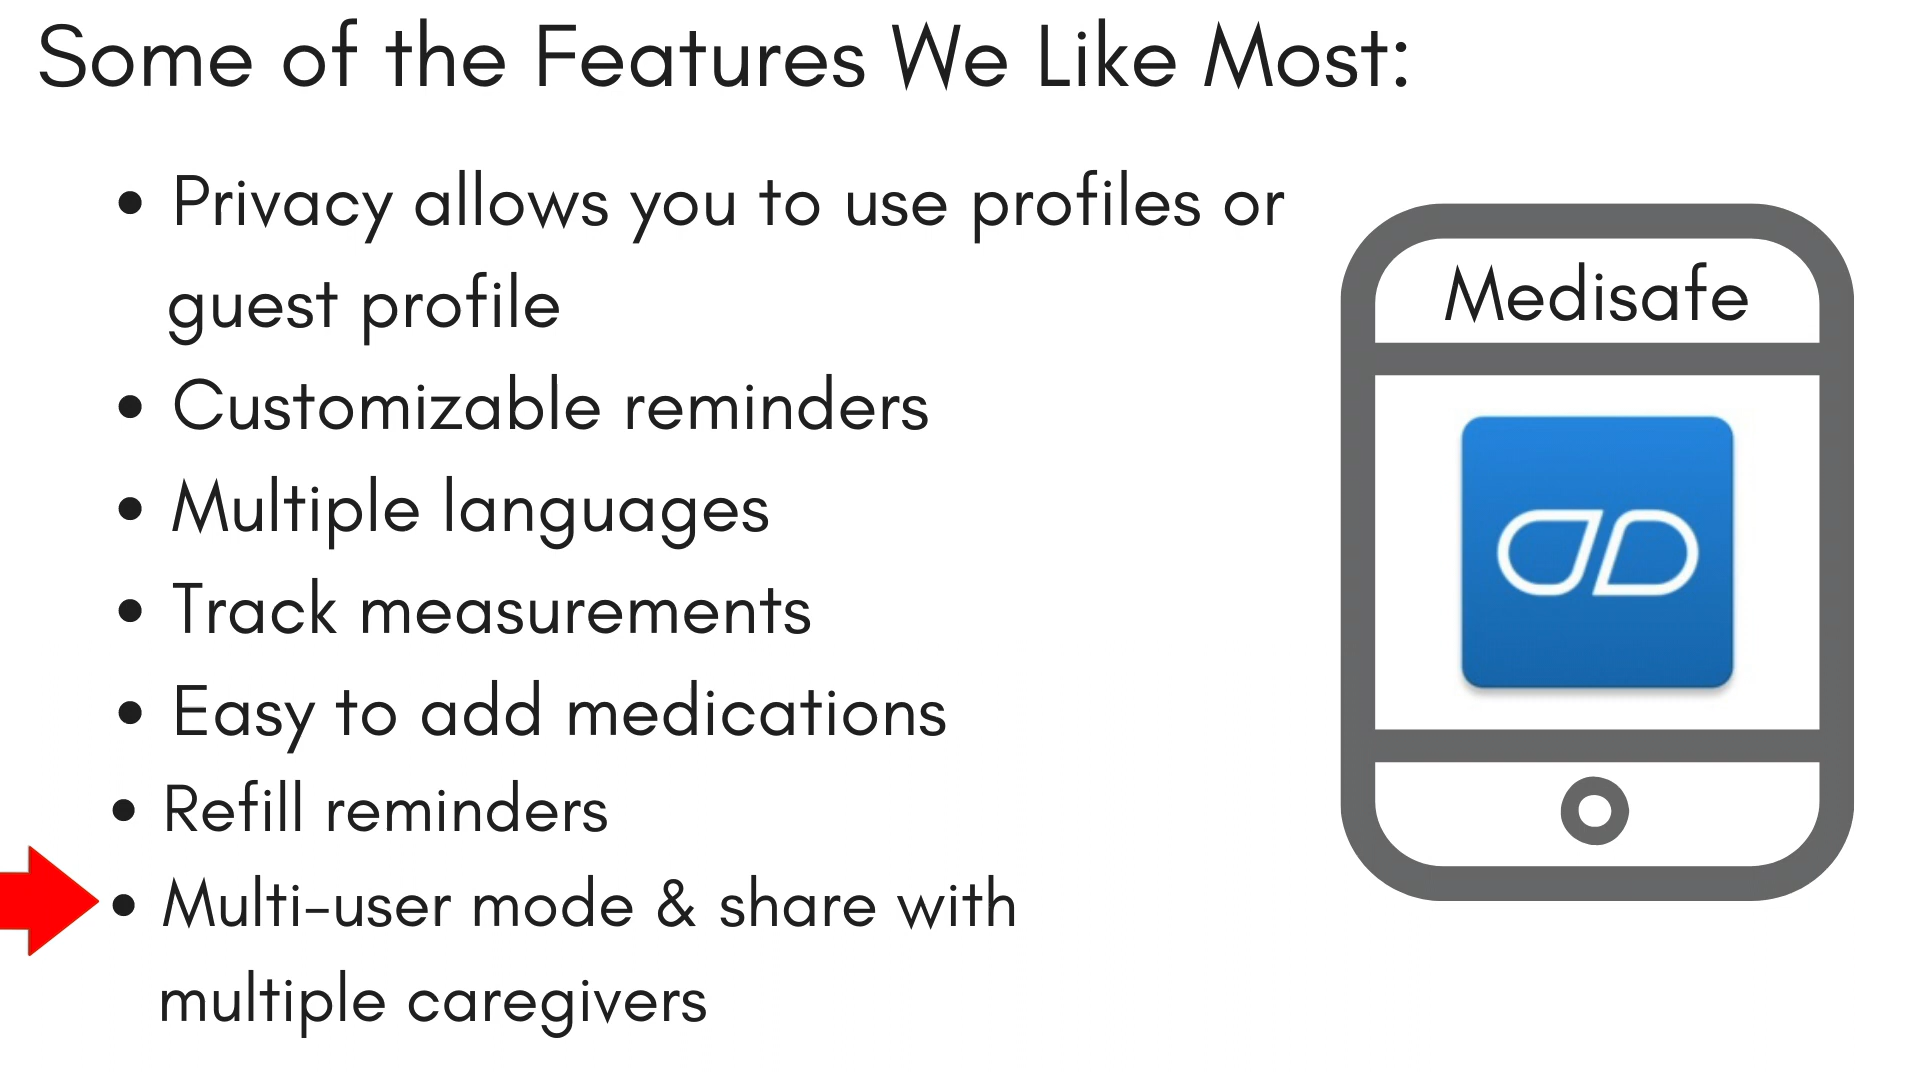 Some of the Features We Like Most:
• Privacy allows you to use profiles or
guest profile
• Customizable reminders
• Multiple languages
• Track measurements
• Easy to add medications
• Refill reminders
• Multi-user mode & share with
multiple caregivers
Medisafe